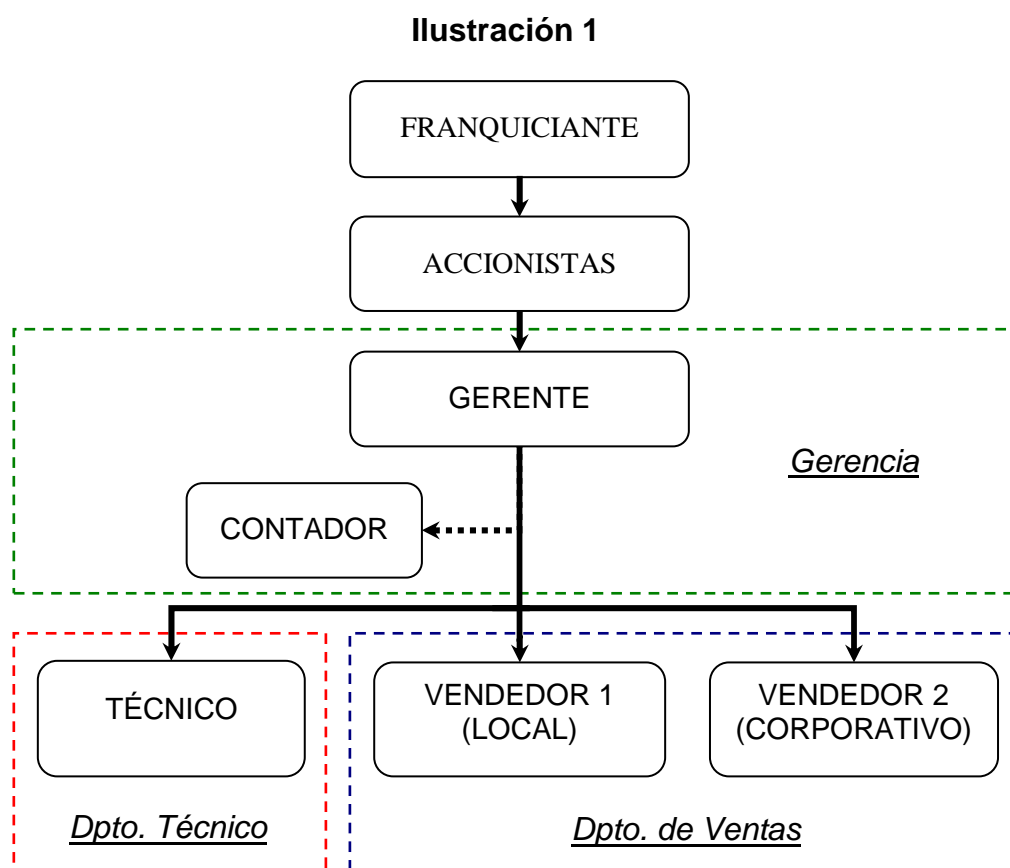 Ilustración 1
FRANQUICIANTE
ACCIONISTAS
GERENTE
Gerencia
CONTADOR
TÉCNICO
VENDEDOR 1
(LOCAL)
VENDEDOR 2
(CORPORATIVO)
Dpto. Técnico
Dpto. de Ventas